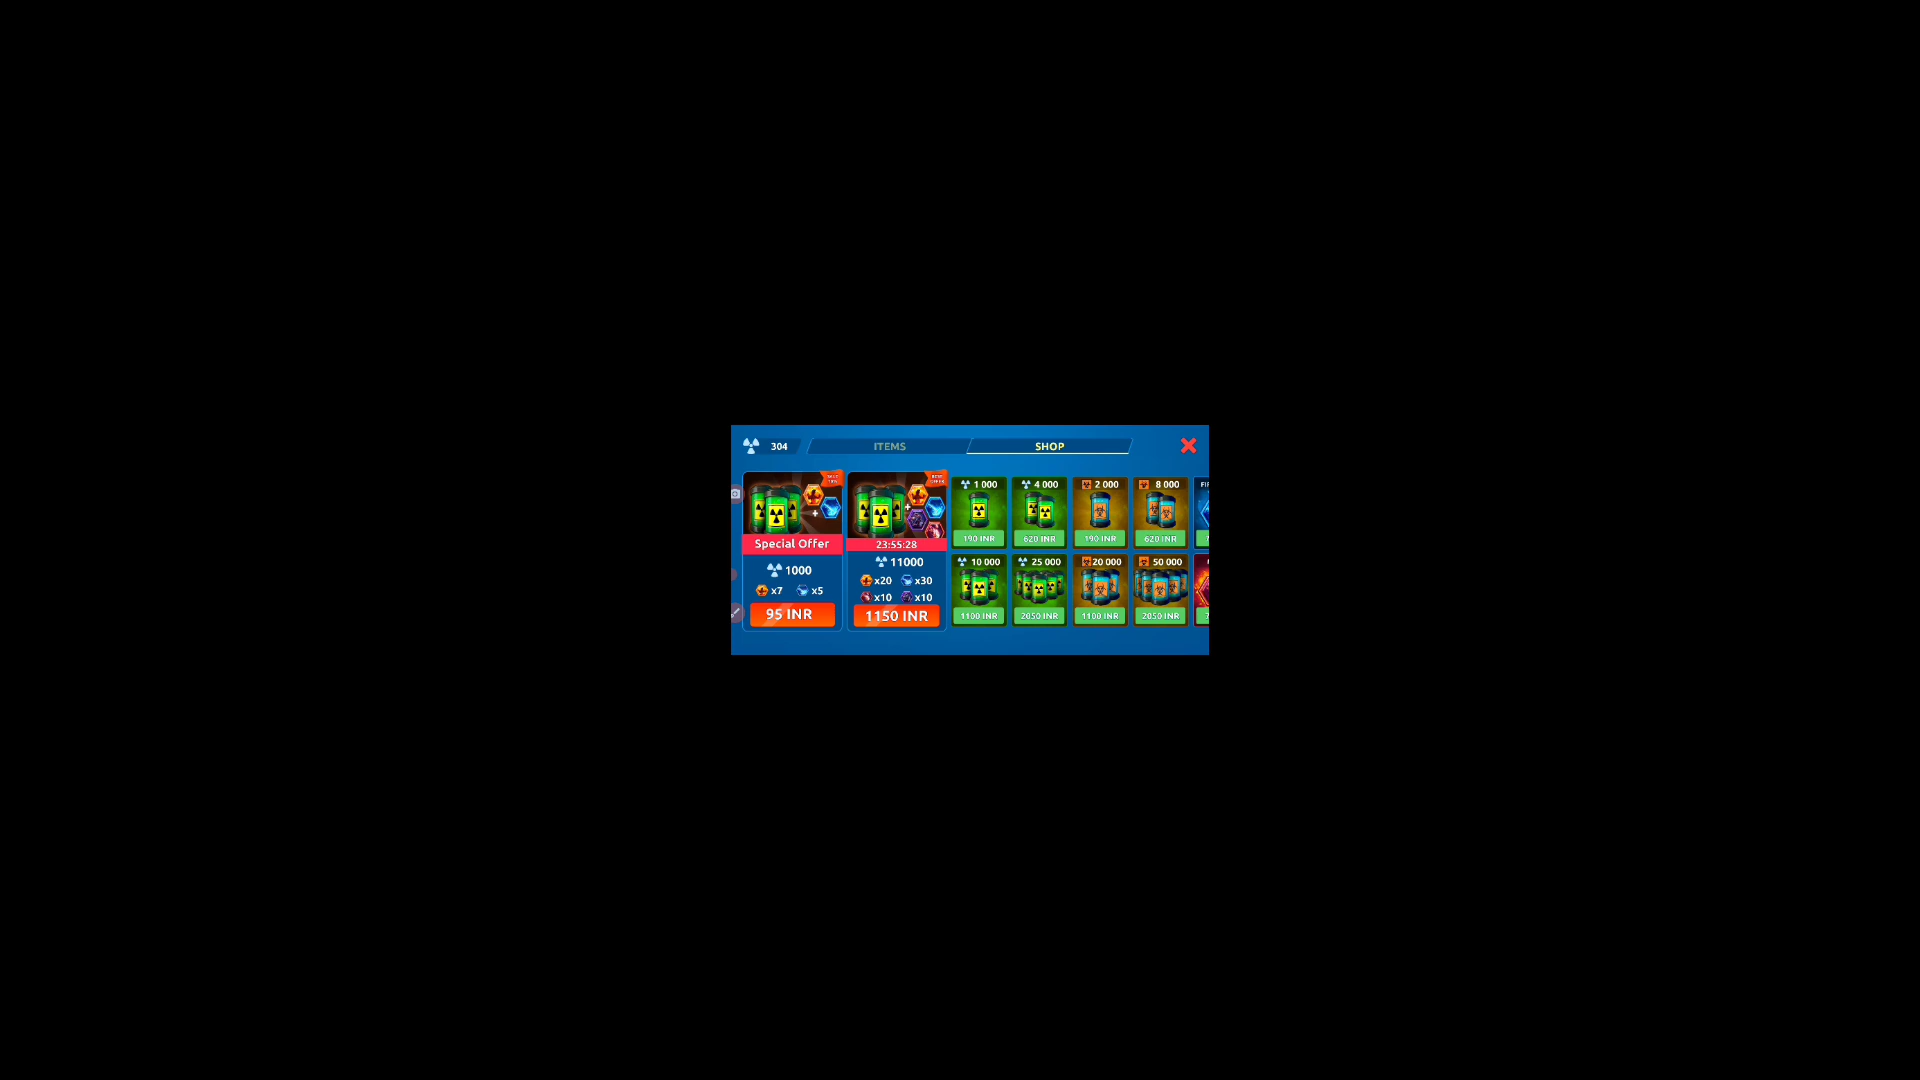 304
ITEMS
SHOP
Special Offer
1000
x7
x5
95 INR
23:55:28
11000
x20
x30
x10
x10
1150 INR
1 000
190 INR
4 000
620 INR
2 000
190 INR
8 000
620 INR
10 000
1100 INR
25 000
2050 INR
20 000
1100 INR
50 000
2050 INR